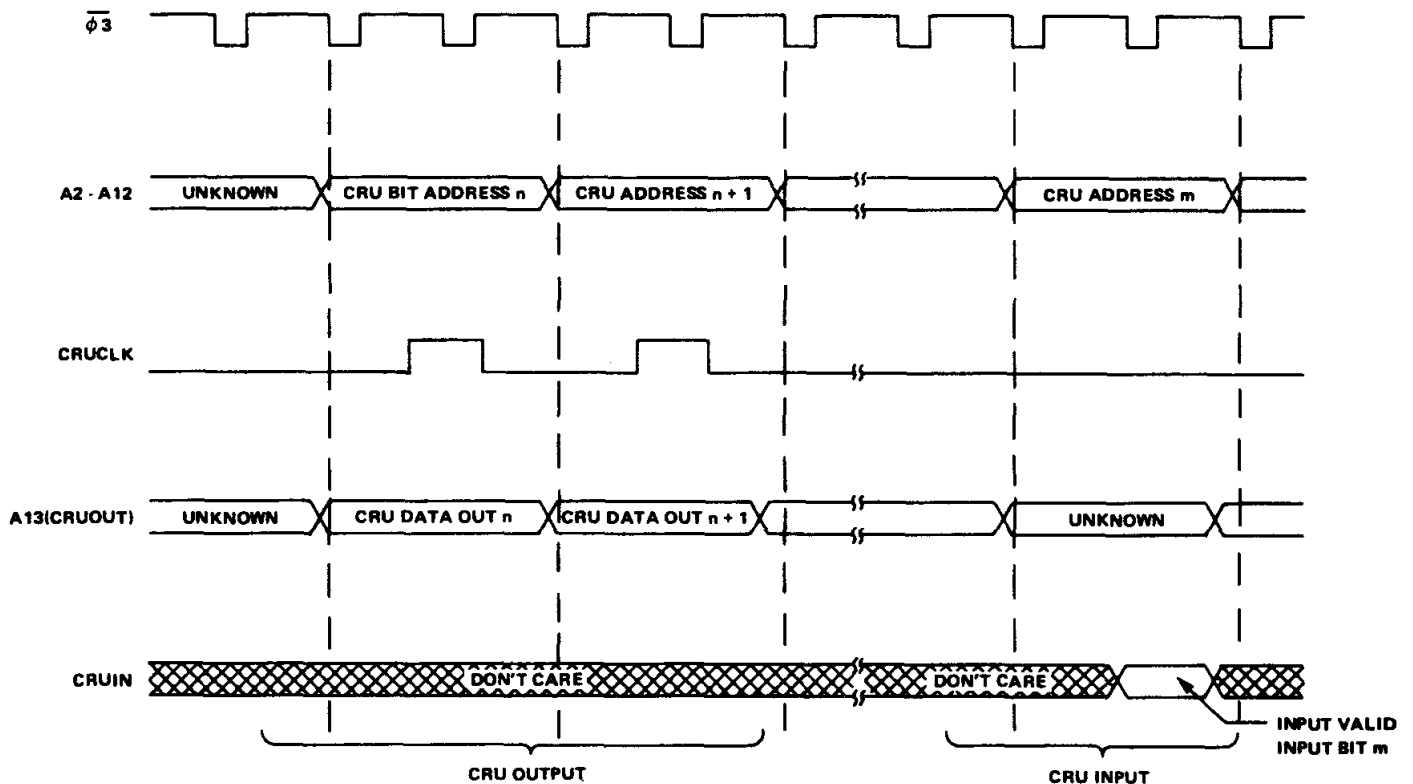 φ3
A2 - A12
UNKNOWN
CRU BIT ADDRESS n
CRU ADDRESS n + 1
CRU ADDRESS m
CRUCLK
A13(CRUOUT)
UNKNOWN
CRU DATA OUT n
CRU DATA OUT n + 1
UNKNOWN
CRUIN
DON'T CARE
DON'T CARE
INPUT VALID
INPUT BIT m
CRU OUTPUT
CRU INPUT